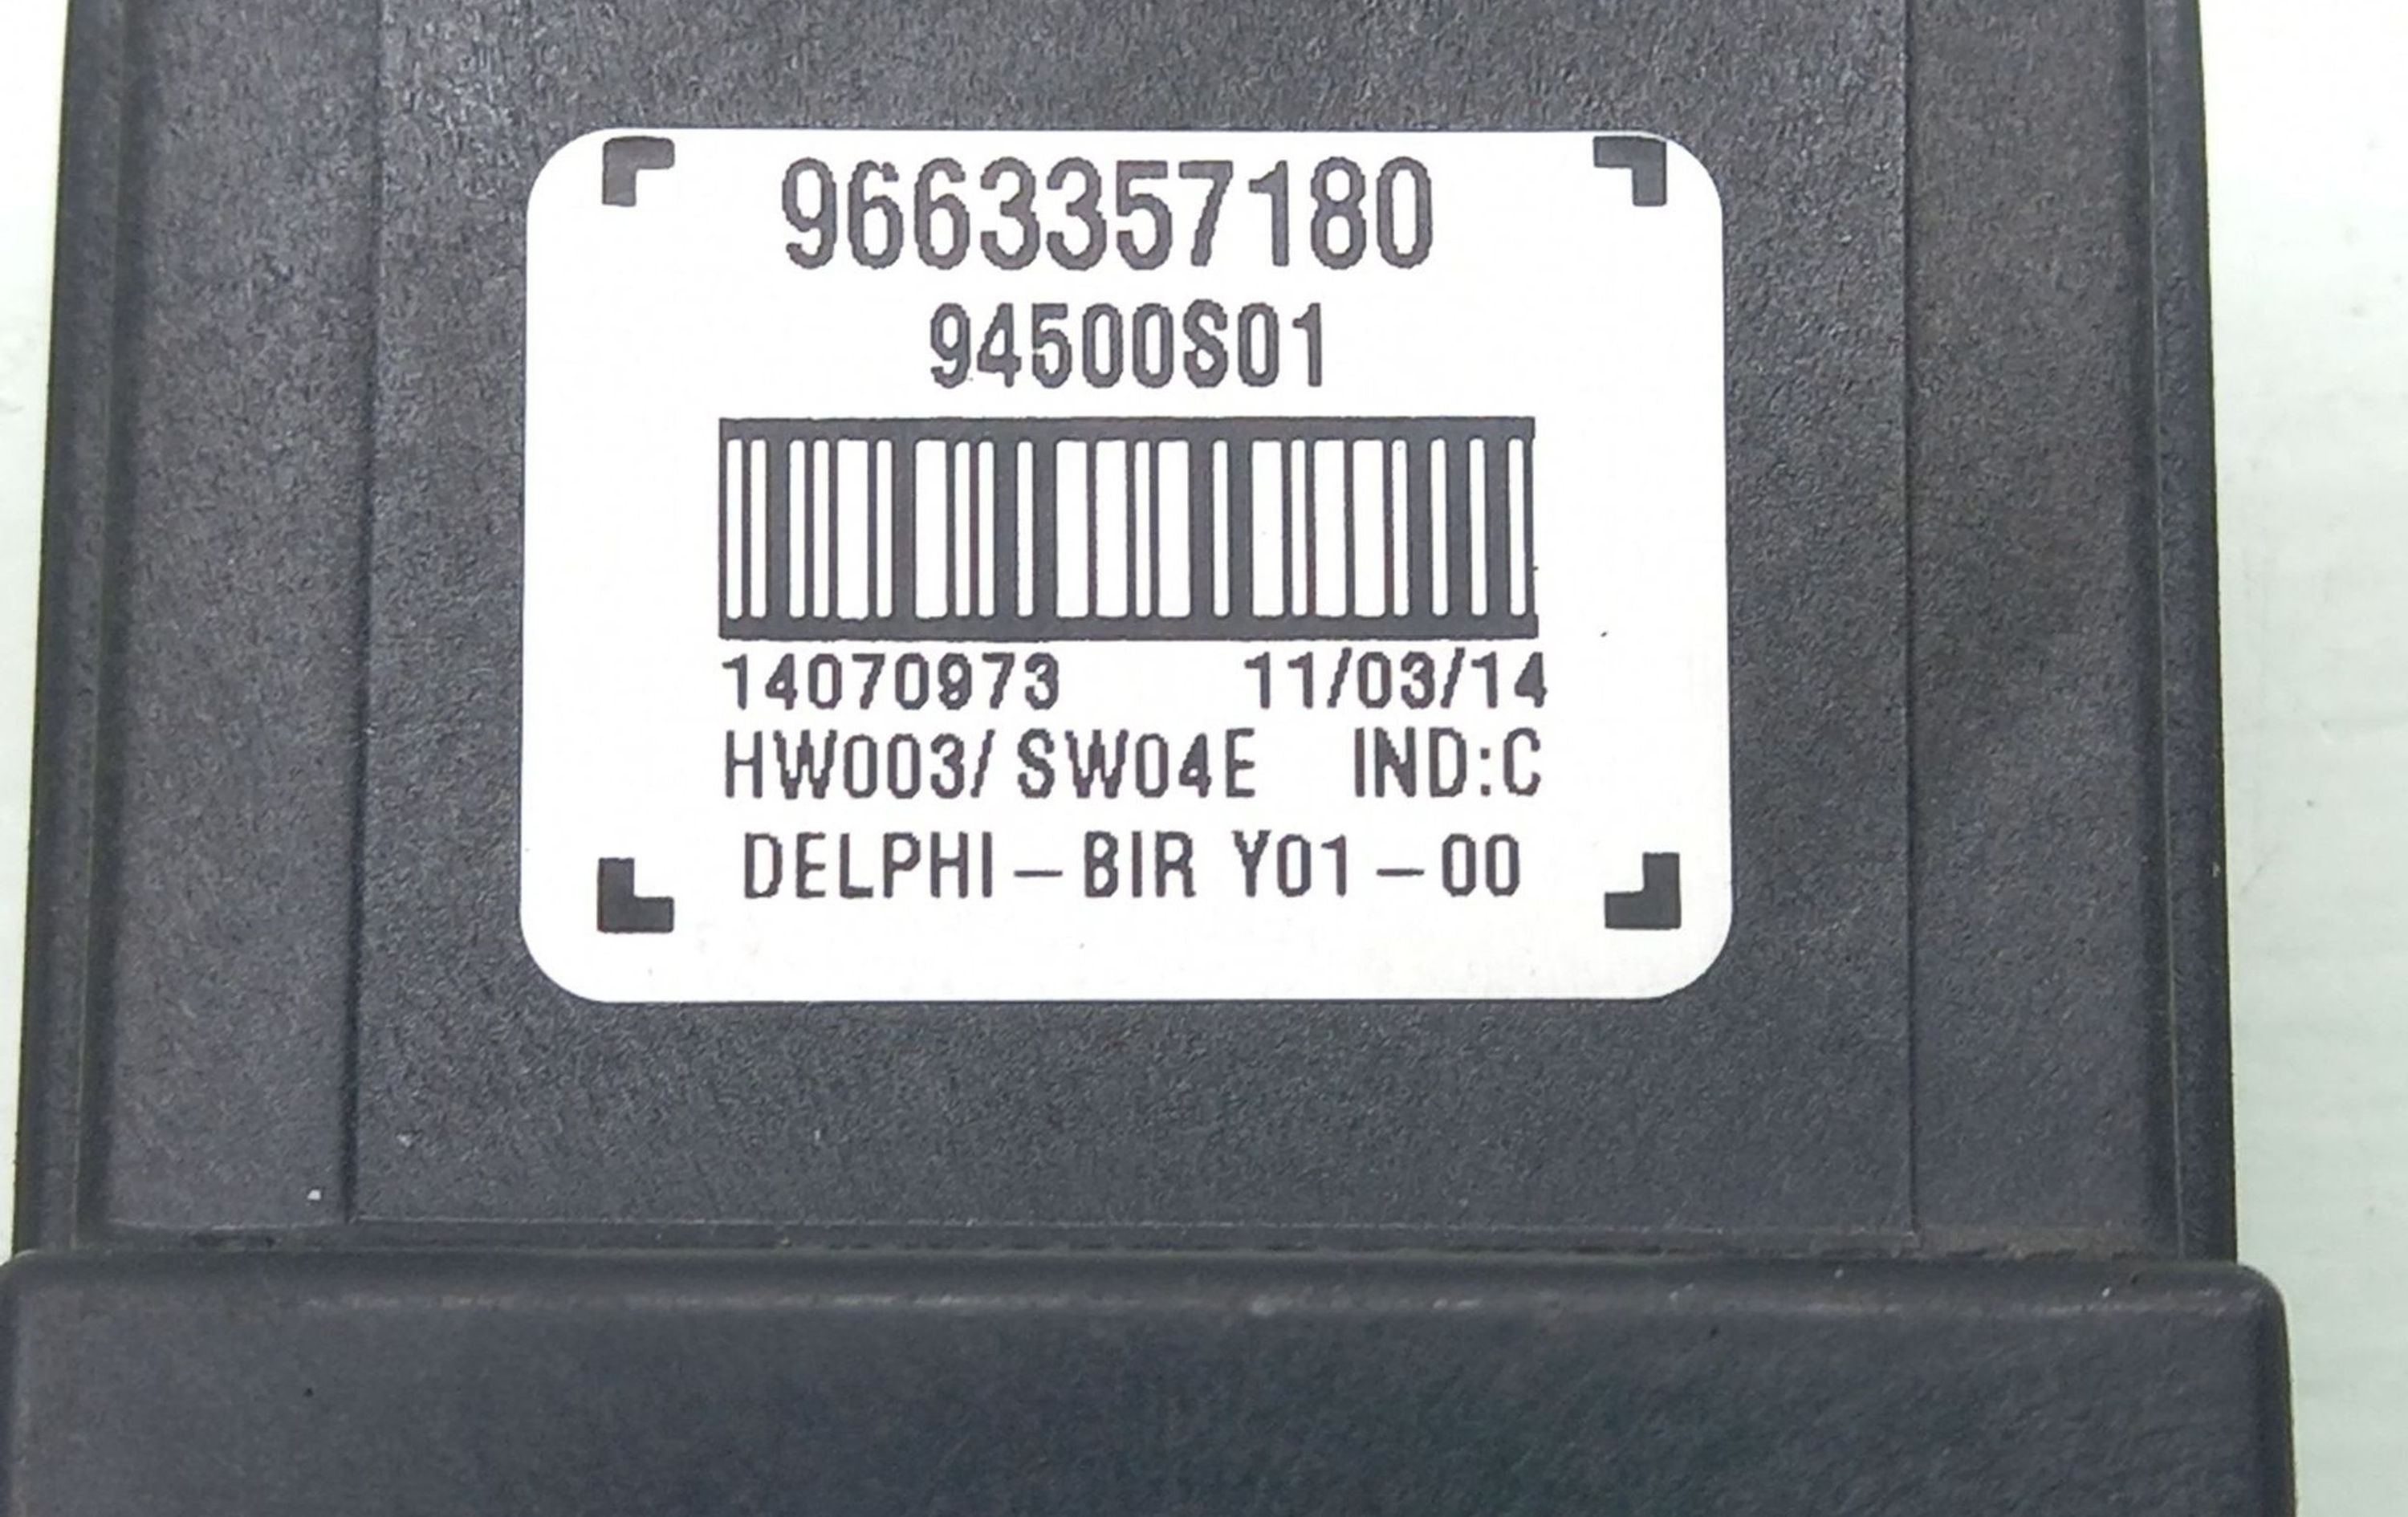 9663357180
94500S01
14070973 11/03/14
HW003/ SW04E IND:C
DELPHI-BIR Y01-00